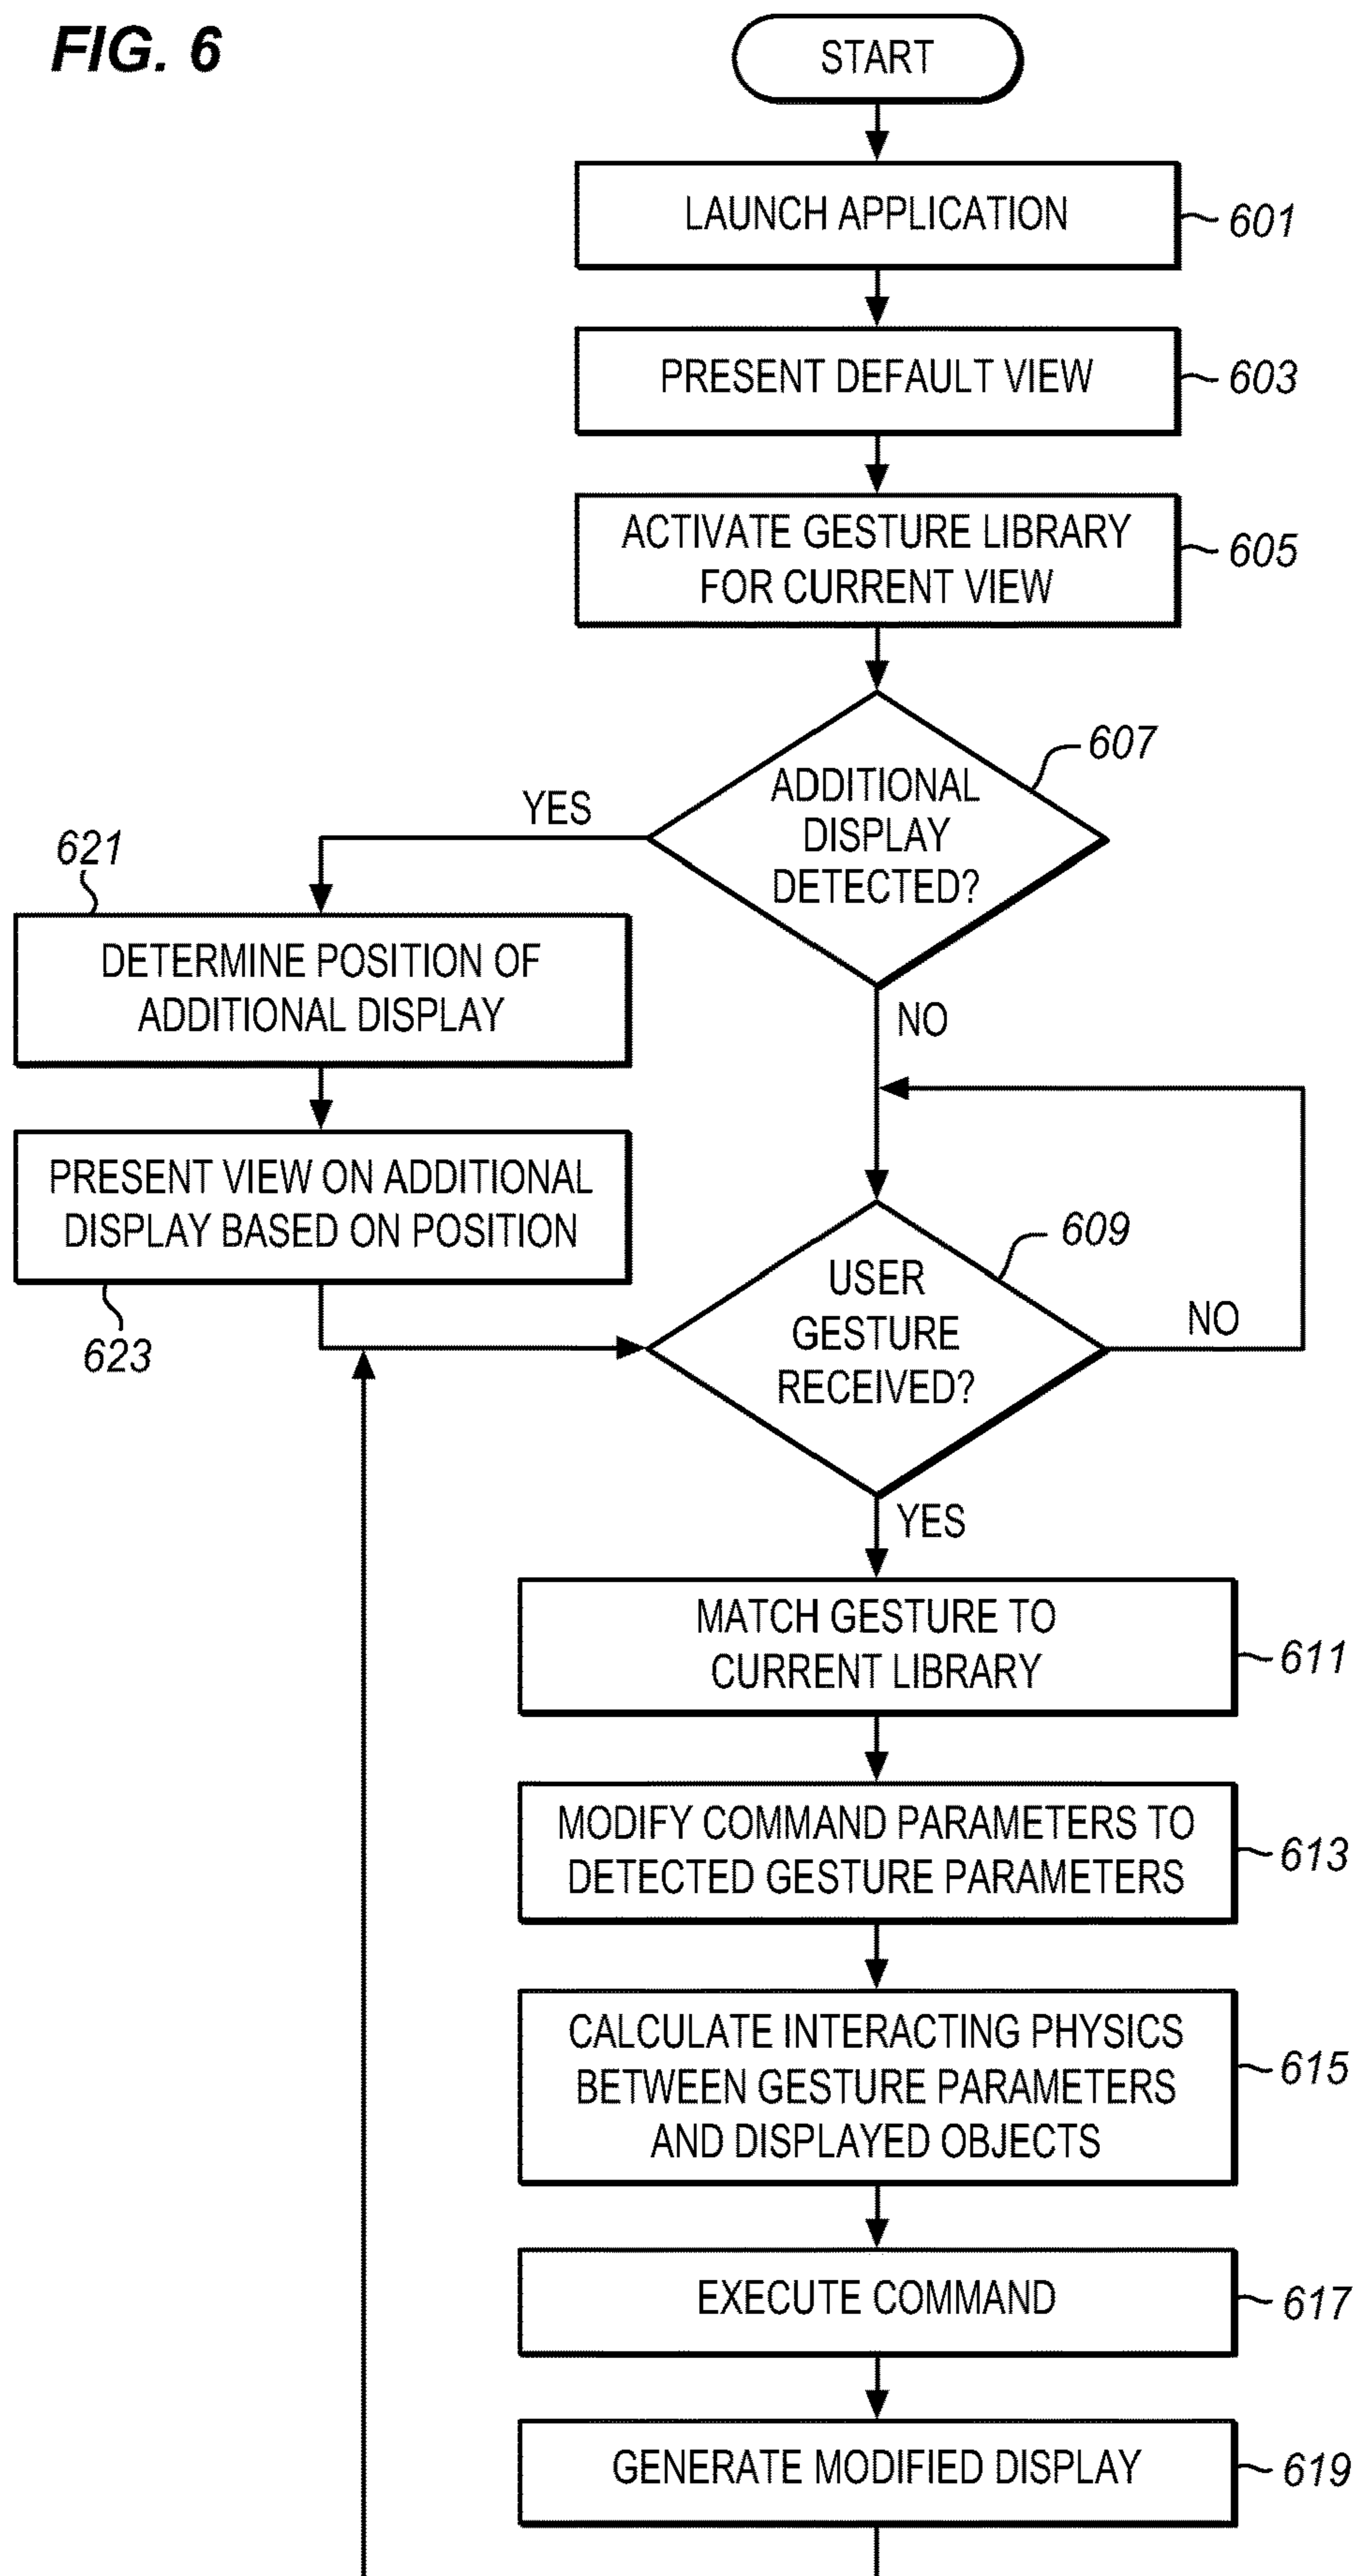 FIG. 6
START
LAUNCH APPLICATION
601
PRESENT DEFAULT VIEW
603
ACTIVATE GESTURE LIBRARY
FOR CURRENT VIEW
605
ADDITIONAL
DISPLAY
DETECTED?
607
YES
NO
621
DETERMINE POSITION OF
ADDITIONAL DISPLAY
PRESENT VIEW ON ADDITIONAL
DISPLAY BASED ON POSITION
623
USER
GESTURE
RECEIVED?
609
NO
YES
MATCH GESTURE TO
CURRENT LIBRARY
611
MODIFY COMMAND PARAMETERS TO
DETECTED GESTURE PARAMETERS
613
CALCULATE INTERACTING PHYSICS
BETWEEN GESTURE PARAMETERS
AND DISPLAYED OBJECTS
615
EXECUTE COMMAND
617
GENERATE MODIFIED DISPLAY
619